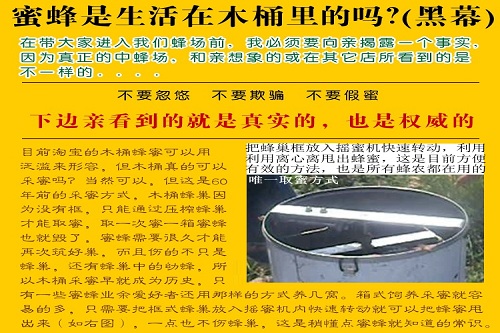 蜜蜂是生活在木桶里的吗?(黑幕)
在带大家进入我们蜂场前，我必须要向亲揭露一个事实，
因为真正的中蜂场，和亲想象的或在其它店所看到的是
不一样的....
不要忽悠 不要欺骗 不要假蜜
下边亲看到的就是真实的，也是权威的
目前淘宝的木桶蜂蜜可以用
泛滥来形容，但木桶真的可以
采蜜吗？当然可以，但这是60
年前的采蜜方式，木桶蜂巢因
为没有框，只能通过压榨蜂巢
才能取蜜，取一次蜜一箱蜜蜂
也就毁了，蜜蜂需要很久才能
再次筑好巢，而且伤的不只是
蜂巢，还有蜂巢中的幼蜂，所
以木桶采蜜早就成为历史，只
有一些蜜蜂业余爱好者还用那样的方式养几窝。箱式饲养采蜜就容
易的多，只需要把框式蜂巢放入摇蜜机内快速转动就可以把蜂蜜甩
出来（如右图），一点也不伤蜂巢，这是稍懂点蜜蜂就知道的常识
把蜂巢框放入摇蜜机快速转动，利用
利用离心离甩出蜂蜜，这是目前方便
有效的方法，也是所有蜂农都在用的
唯一取蜜方式